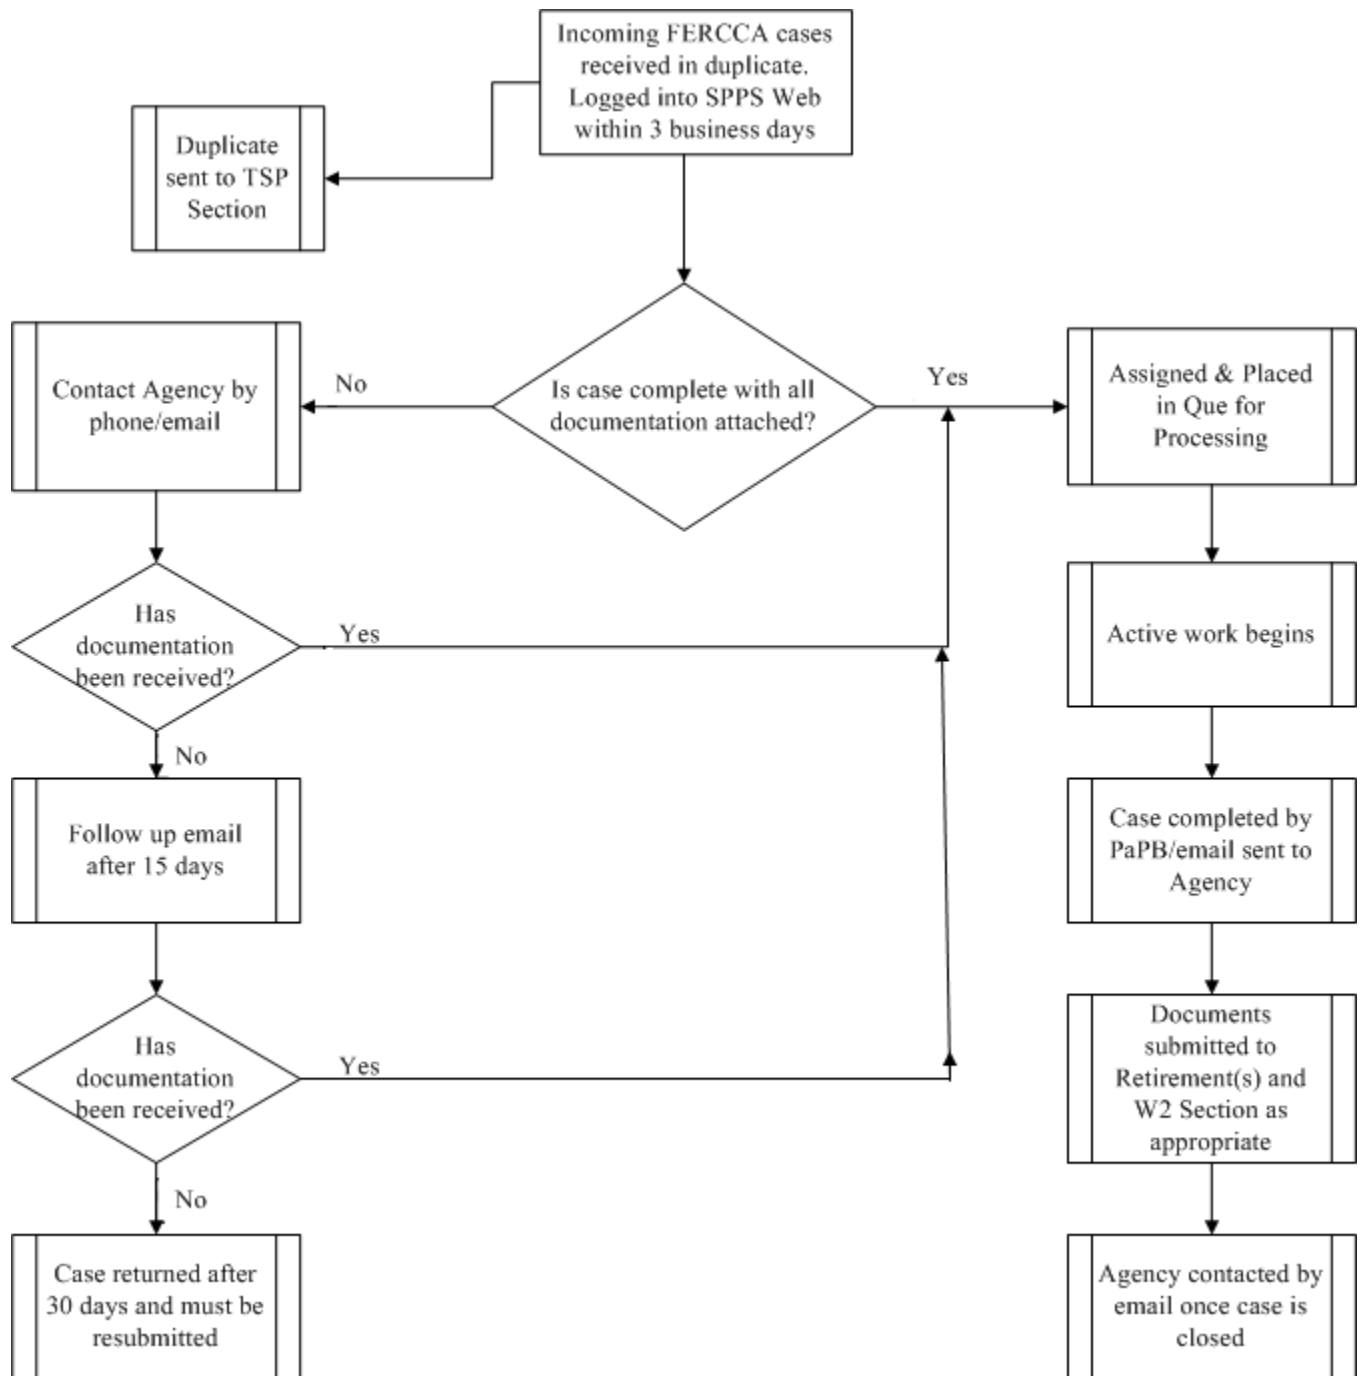 Incoming FERCCA cases
received in duplicate.
Logged into SPPS Web
within 3 business days
Duplicate
sent to TSP
Section
Contact Agency by
phone/email
No
Is case complete with all
documentation attached?
Yes
Assigned & Placed
in Que for
Processing
Has
documentation
been received?
Yes
Active work begins
No
Follow up email
after 15 days
Case completed by
PaPB/email sent to
Agency
Has
documentation
been received?
Yes
Documents
submitted to
Retirement(s) and
W2 Section as
appropriate
No
Case returned after
30 days and must be
resubmitted
Agency contacted by
email once case is
closed